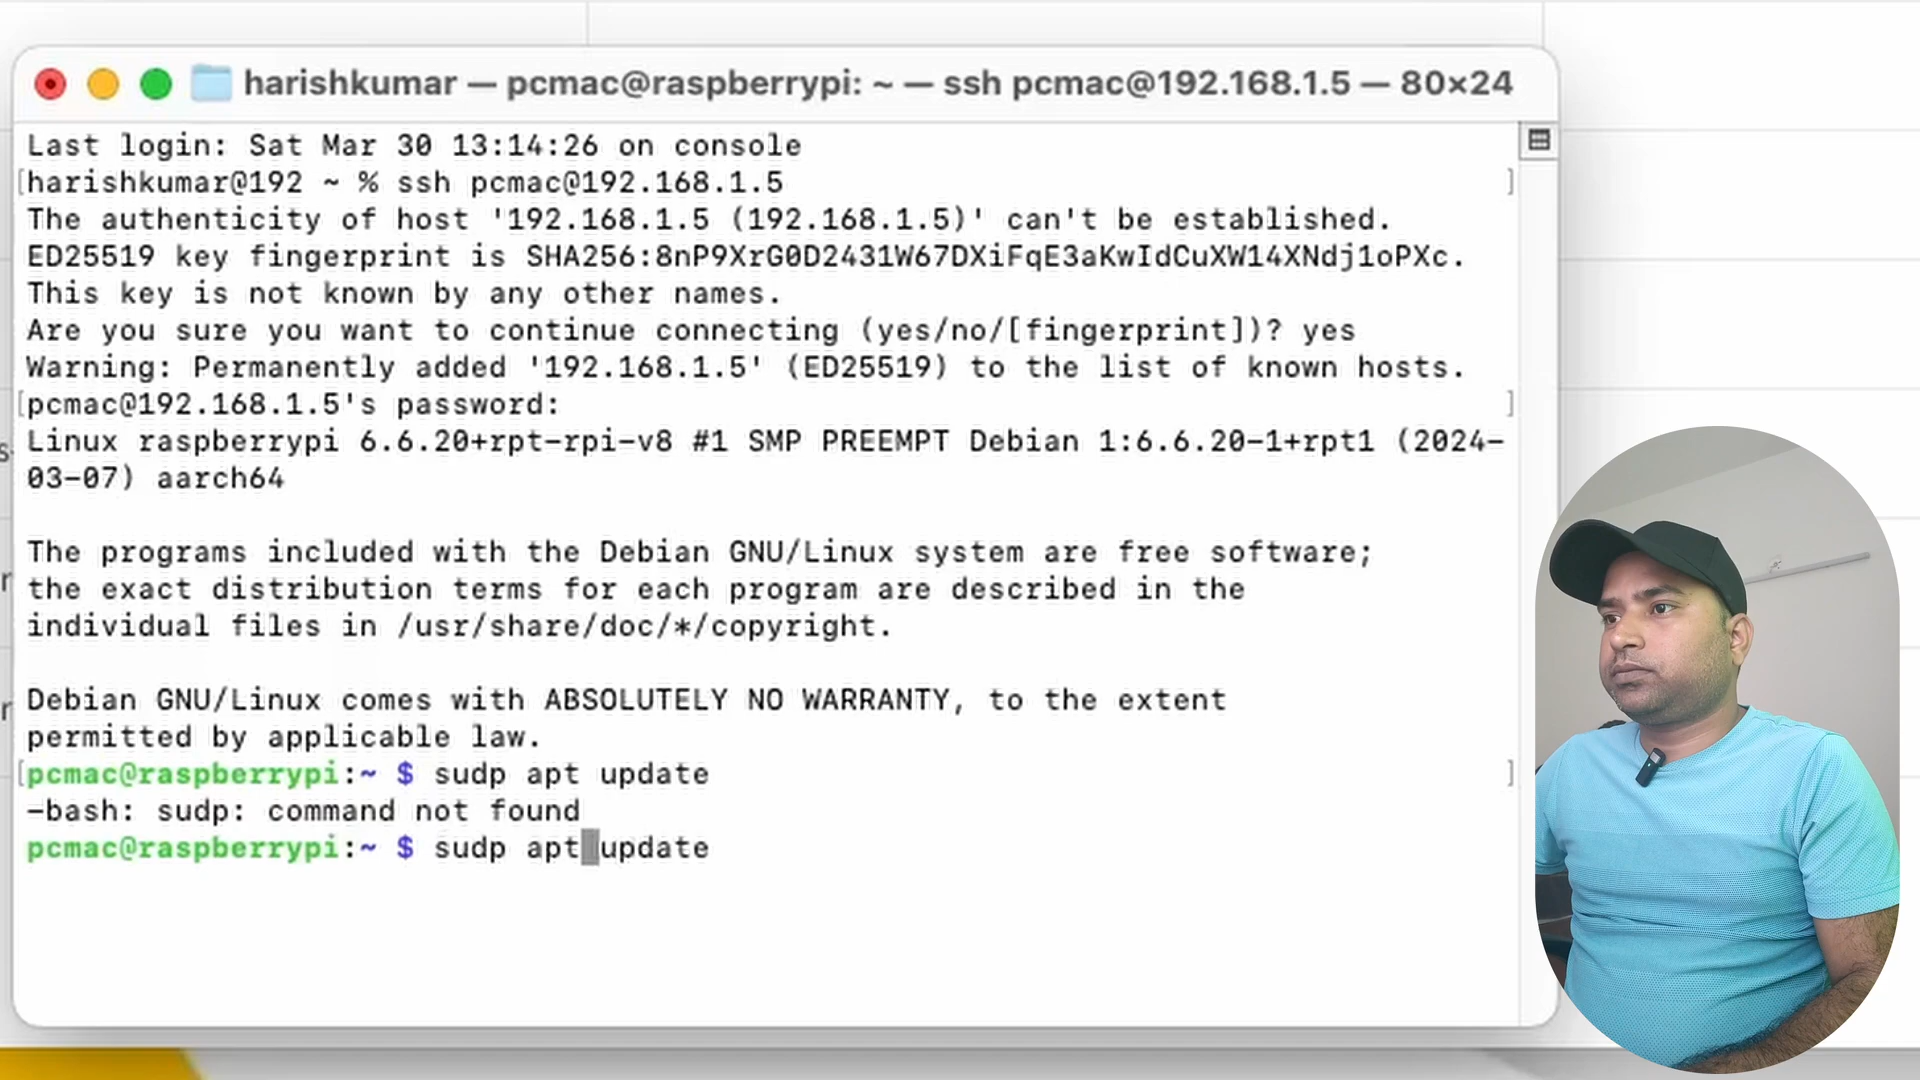 harishkumar — pcmac@raspberrypi: ~ — ssh pcmac@192.168.1.5 — 80×24
Last login: Sat Mar 30 13:14:26 on console
[harishkumar@192 ~ % ssh pcmac@192.168.1.5 ]
The authenticity of host '192.168.1.5 (192.168.1.5)' can't be established.
ED25519 key fingerprint is SHA256:8nP9XrG0D2431W67DXiFqE3aKwIdCuXW14XNdj1oPXc.
This key is not known by any other names.
Are you sure you want to continue connecting (yes/no/[fingerprint])? yes
Warning: Permanently added '192.168.1.5' (ED25519) to the list of known hosts.
[pcmac@192.168.1.5's password: ]
Linux raspberrypi 6.6.20+rpt-rpi-v8 #1 SMP PREEMPT Debian 1:6.6.20-1+rpt1 (2024-
03-07) aarch64
The programs included with the Debian GNU/Linux system are free software;
the exact distribution terms for each program are described in the
individual files in /usr/share/doc/*/copyright.
Debian GNU/Linux comes with ABSOLUTELY NO WARRANTY, to the extent
permitted by applicable law.
[pcmac@raspberrypi:~ $ sudp apt update ]
-bash: sudp: command not found
pcmac@raspberrypi:~ $ sudp apt update